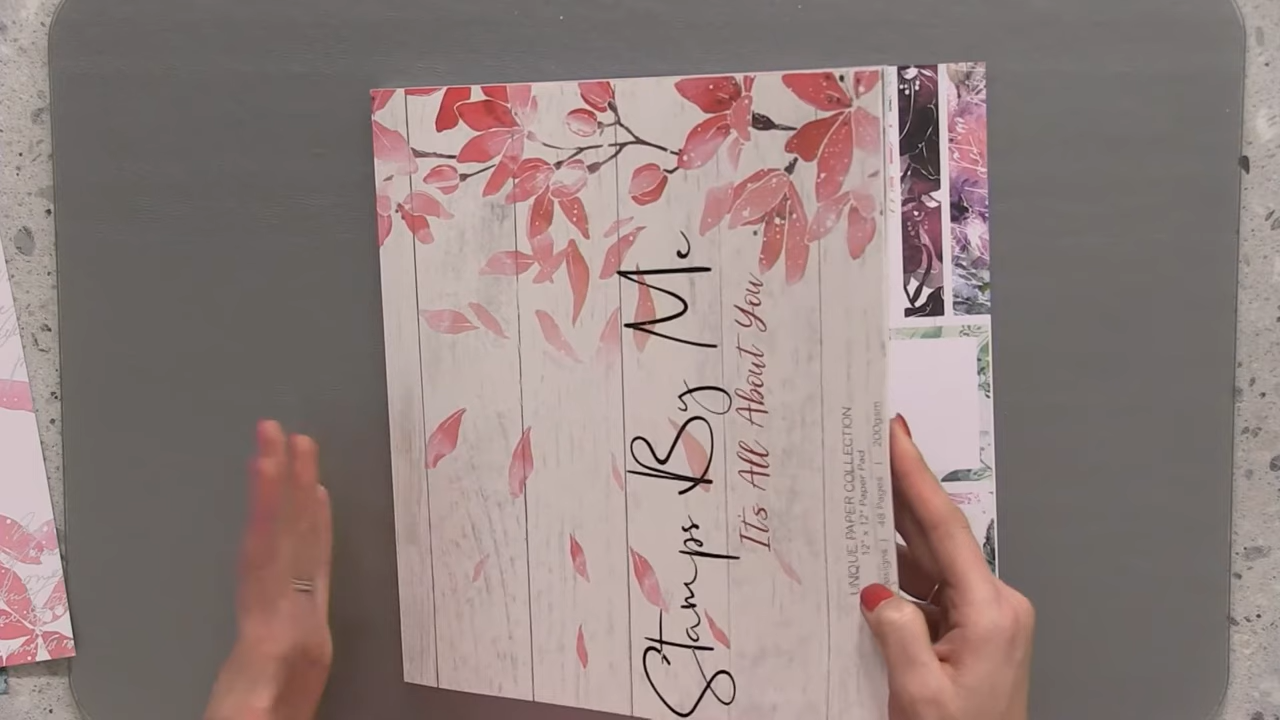 Stamps By Me
It's All About You
UNIQUE PAPER COLLECTION
12" x 12" Paper Pad
48 Pages | 200gsm